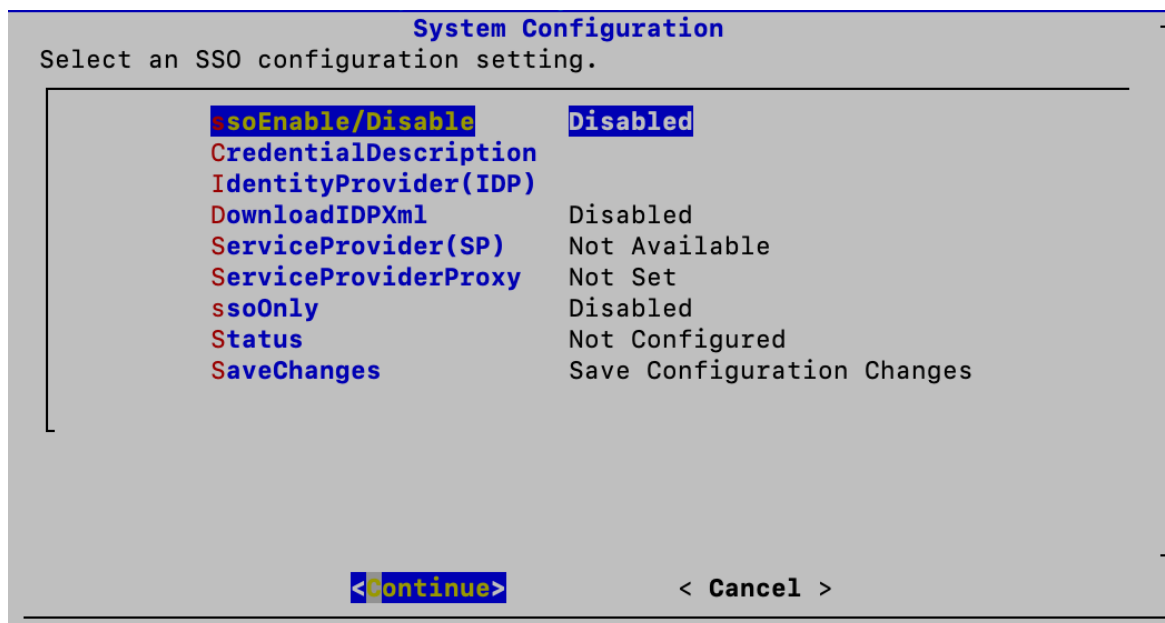 System Configuration
Select an SSO configuration setting.
ssoEnable/Disable Disabled
CredentialDescription
IdentityProvider(IDP)
DownloadIDPXml Disabled
ServiceProvider(SP) Not Available
ServiceProviderProxy Not Set
ssoOnly Disabled
Status Not Configured
SaveChanges Save Configuration Changes
<Continue> < Cancel >